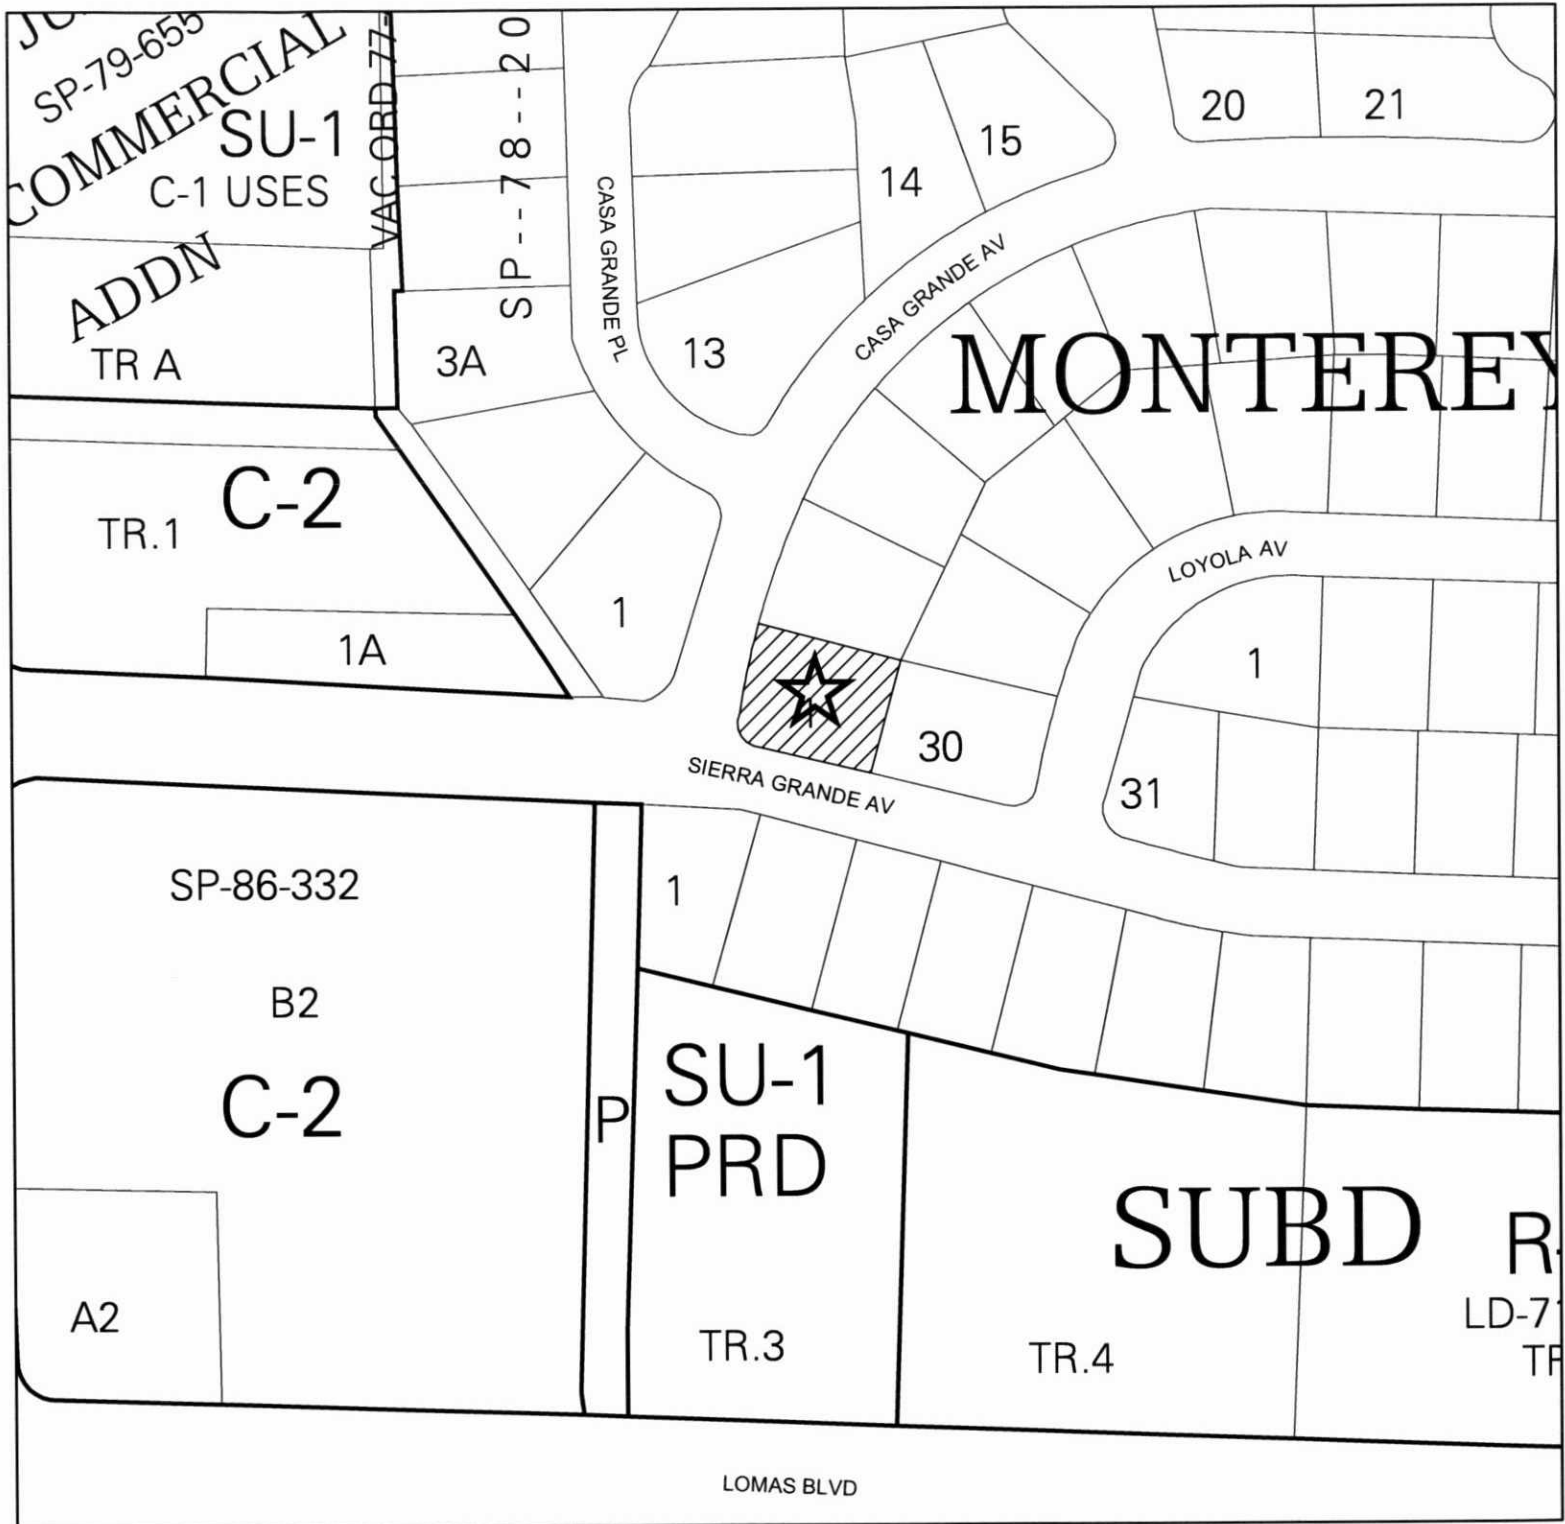 SP-79-655
COMMERCIAL
ADDN
SU-1
C-1 USES
VAC ORD 77-
TR A
SP--78--20
3A
CASA GRANDE PL
13
14
15
20
21
CASA GRANDE AV
MONTEREY
C-2
TR.1
1A
1
LOYOLA AV
1
30
31
SIERRA GRANDE AV
1
SP-86-332
B2
C-2
A2
P
SU-1
PRD
TR.3
SUBD
TR.4
R-
LD-71
LOMAS BLVD